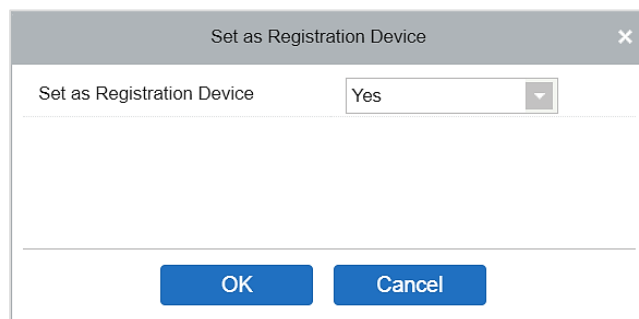 Set as Registration Device
Set as Registration Device Yes
OK Cancel